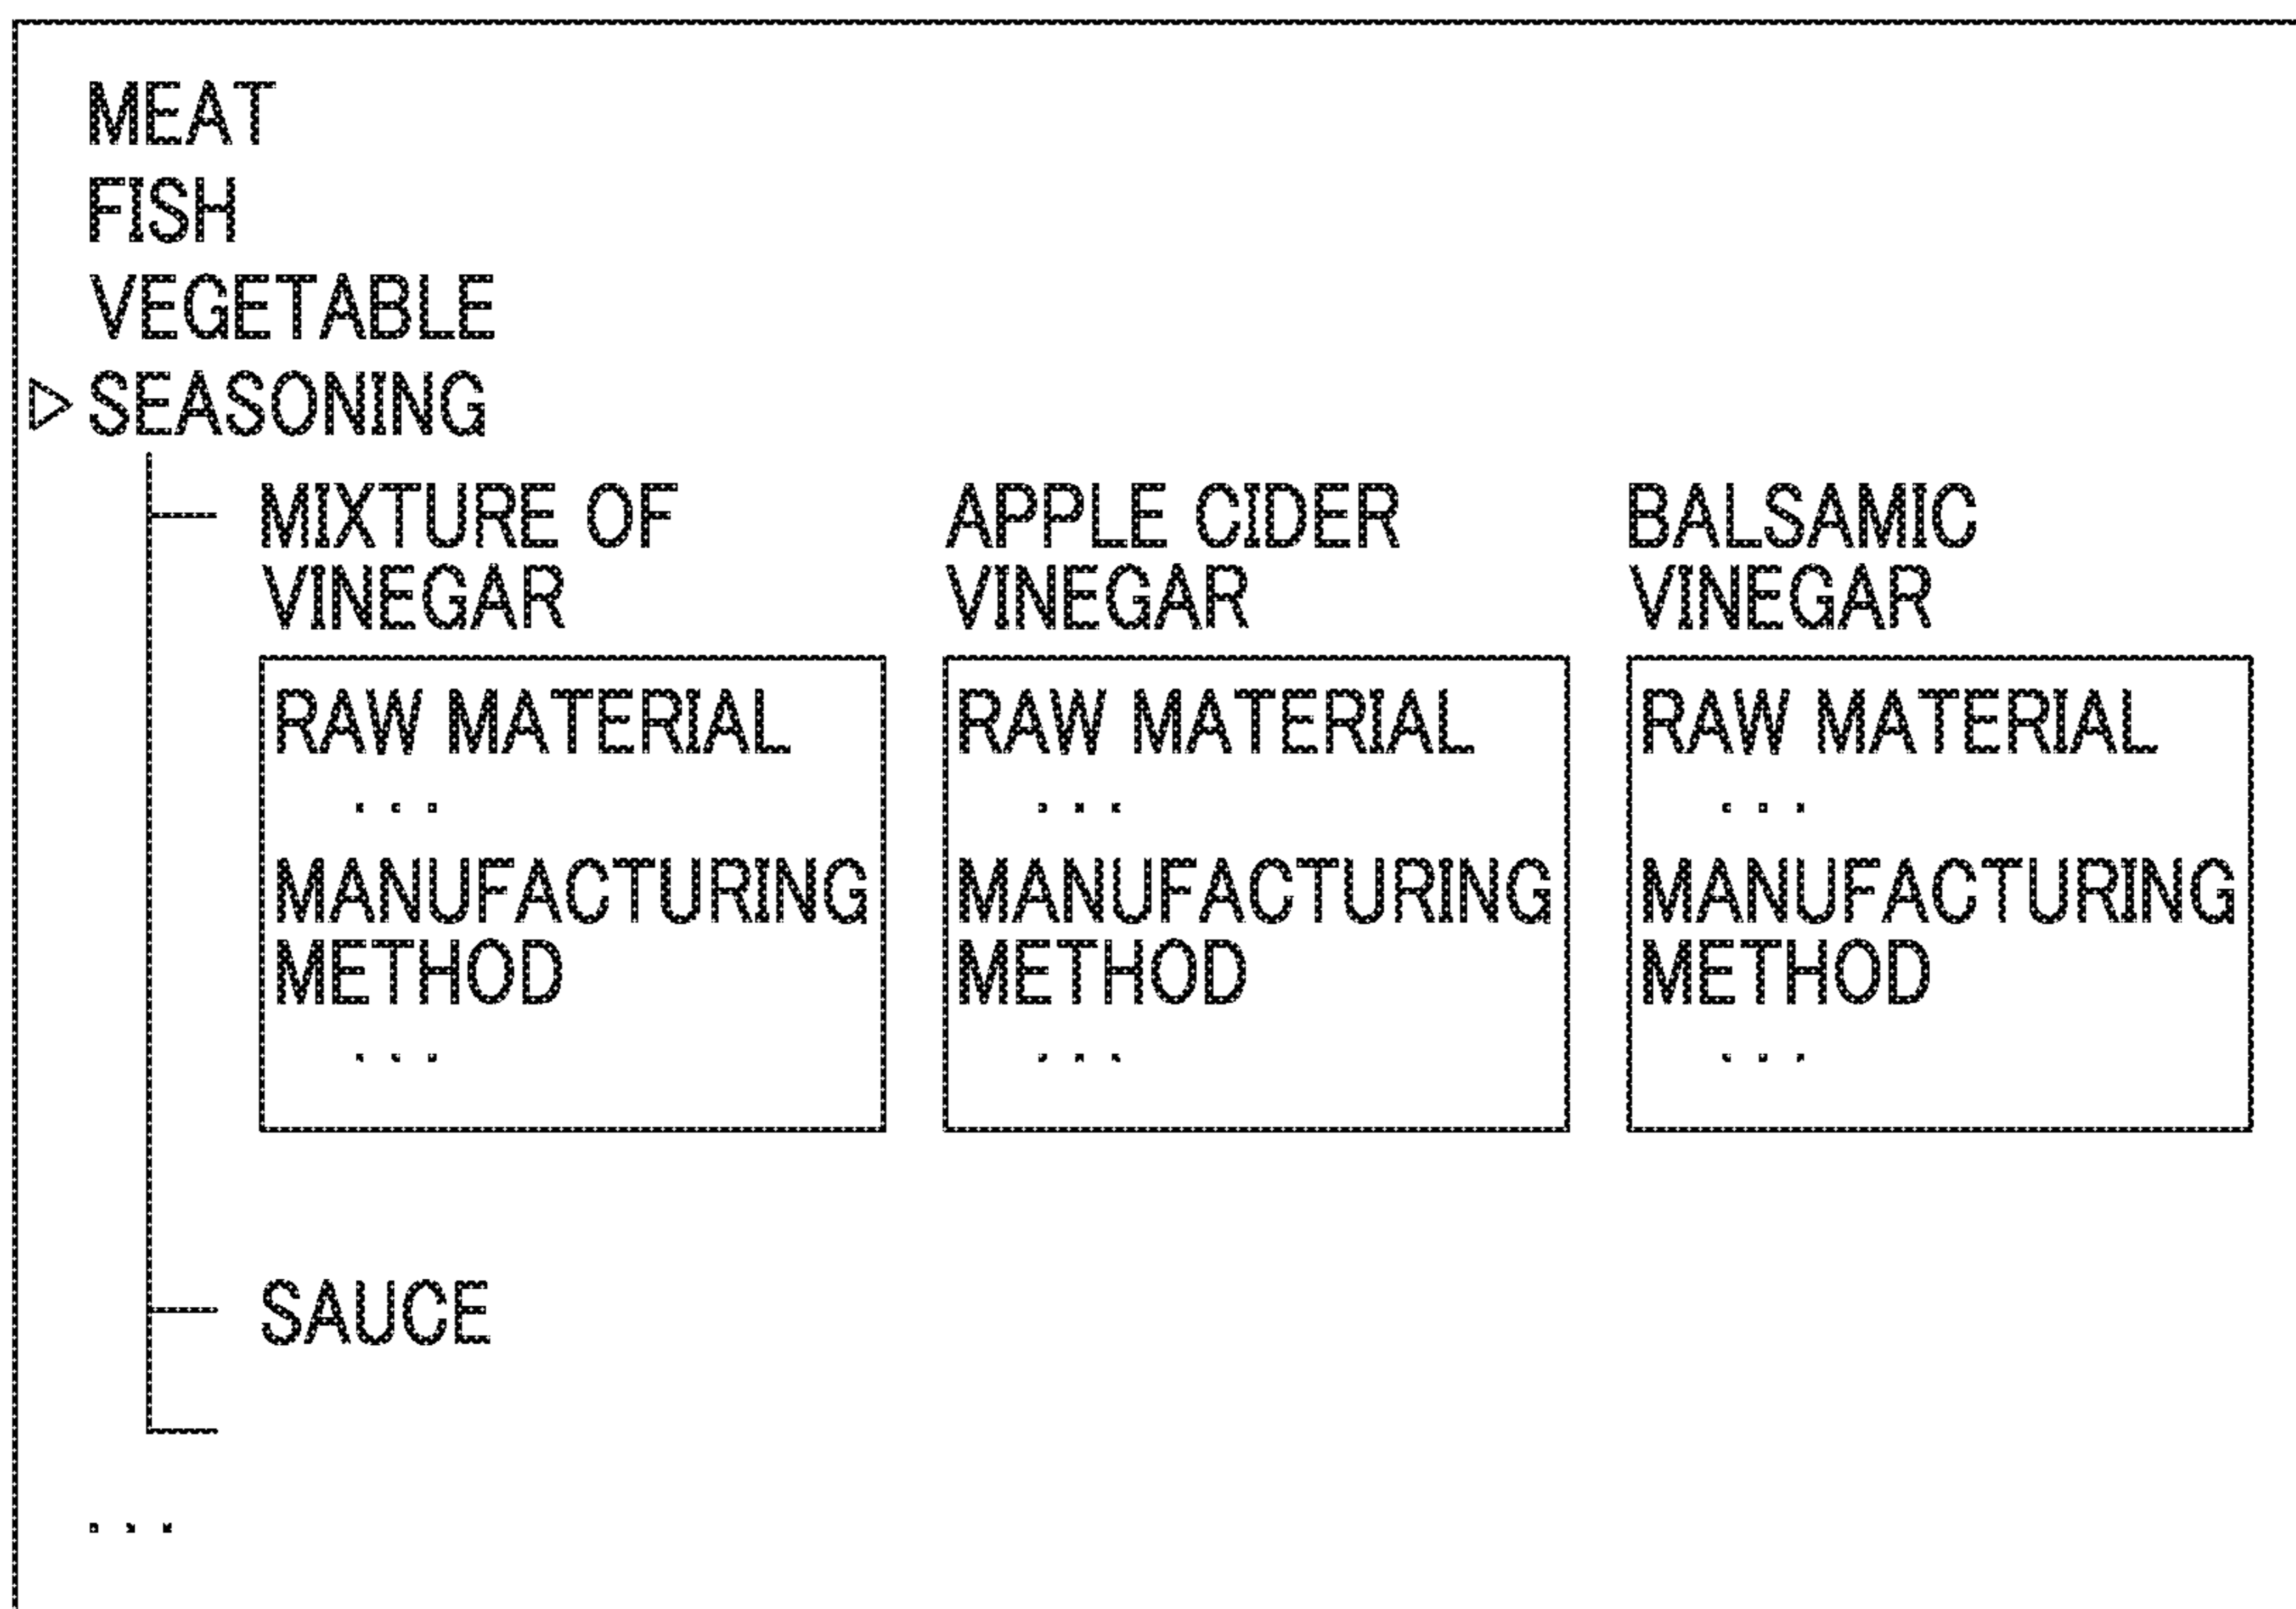 MEAT
FISH
VEGETABLE
▷ SEASONING
MIXTURE OF
VINEGAR
RAW MATERIAL
...
MANUFACTURING
METHOD
...
APPLE CIDER
VINEGAR
RAW MATERIAL
...
MANUFACTURING
METHOD
...
BALSAMIC
VINEGAR
RAW MATERIAL
...
MANUFACTURING
METHOD
...
SAUCE
...